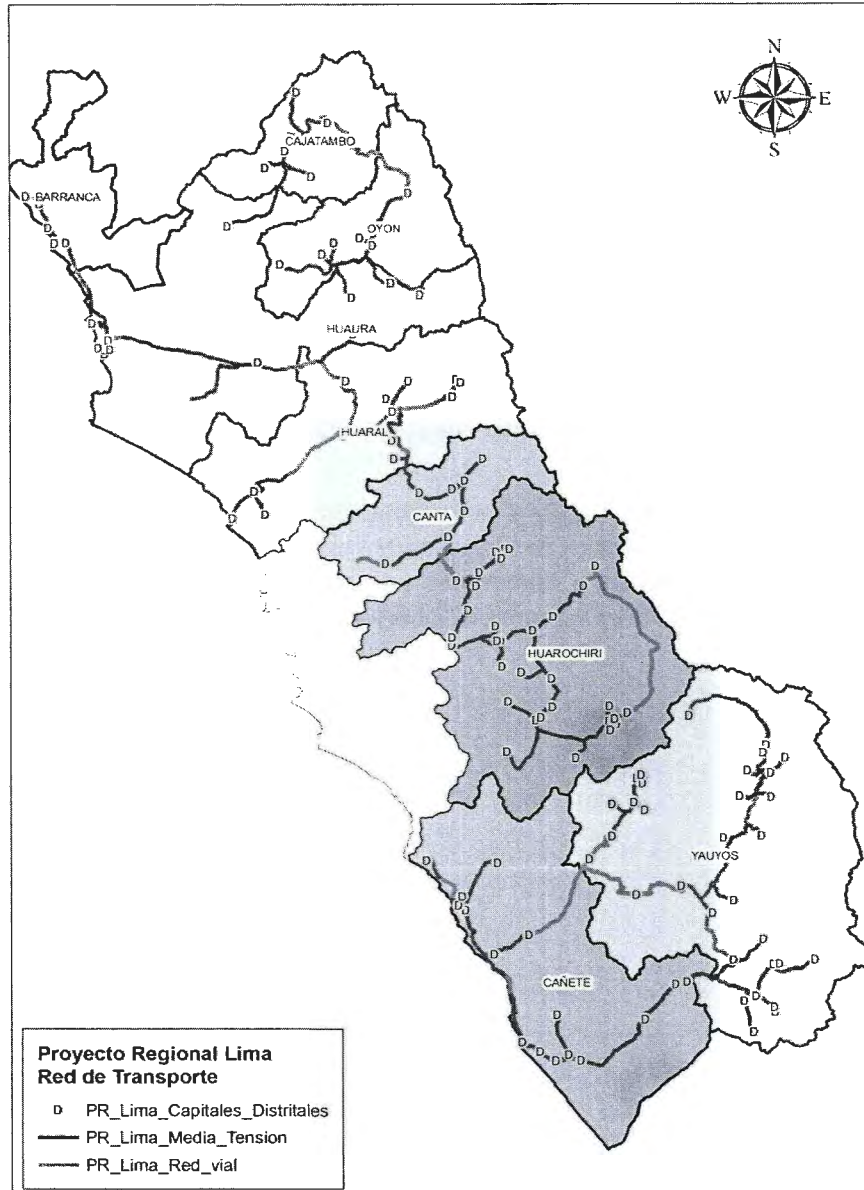 N
W E
S
CAJATAMBO
D-BARRANCA
OYON
HUAURA
HUARAL
CANTA
HUAROCHIRI
YAUYOS
CAÑETE
Proyecto Regional Lima
Red de Transporte
D PR_Lima_Capitales_Distritales
PR_Lima_Media_Tension
PR_Lima_Red_vial